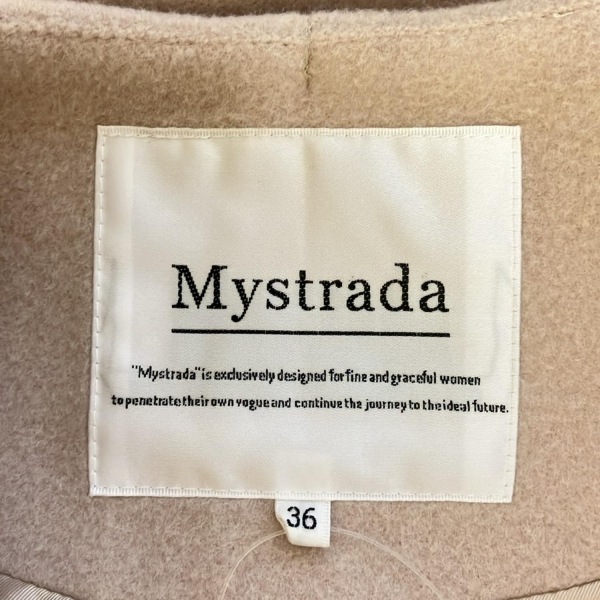 Mystrada
"Mystrada" is exclusively designed for fine and graceful women
to penetrate their own vogue and continue the journey to the ideal future.
36